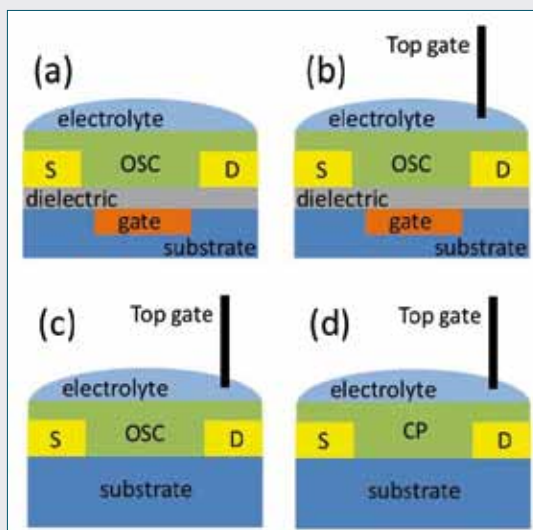 (a)
electrolyte
S OSC D
dielectric
gate
substrate
(b)
Top gate
electrolyte
S OSC D
dielectric
gate
substrate
(c)
Top gate
electrolyte
S OSC D
substrate
(d)
Top gate
electrolyte
S CP D
substrate